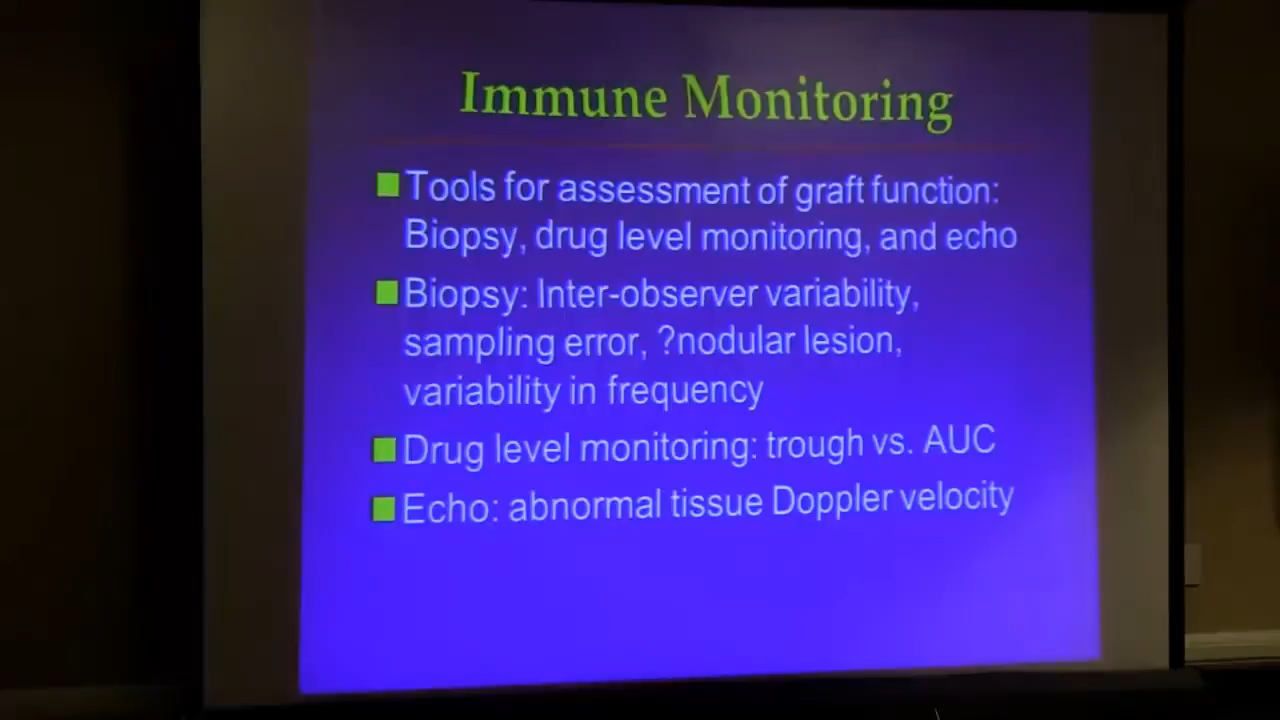 Immune Monitoring
Tools for assessment of graft function:
Biopsy, drug level monitoring, and echo
Biopsy: Inter-observer variability,
sampling error, ?nodular lesion,
variability in frequency
Drug level monitoring: trough vs. AUC
Echo: abnormal tissue Doppler velocity